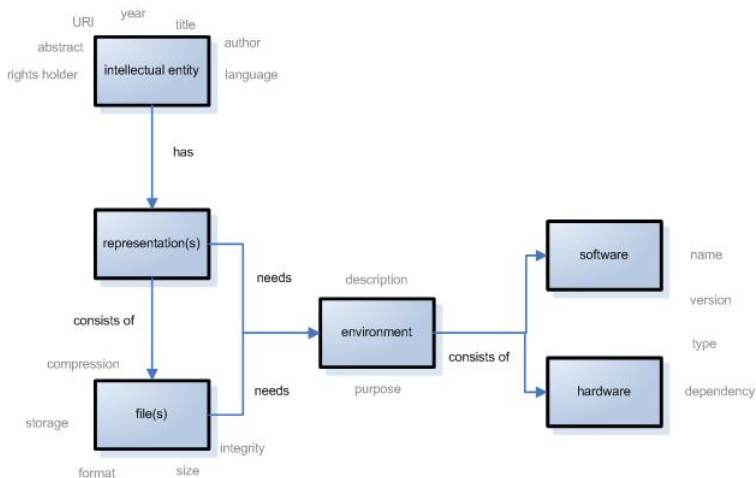 year
URI
title
abstract
author
rights holder
intellectual entity
language
has
representation(s)
needs
description
software
name
version
consists of
environment
consists of
type
compression
needs
purpose
hardware
dependency
storage
file(s)
integrity
format
size